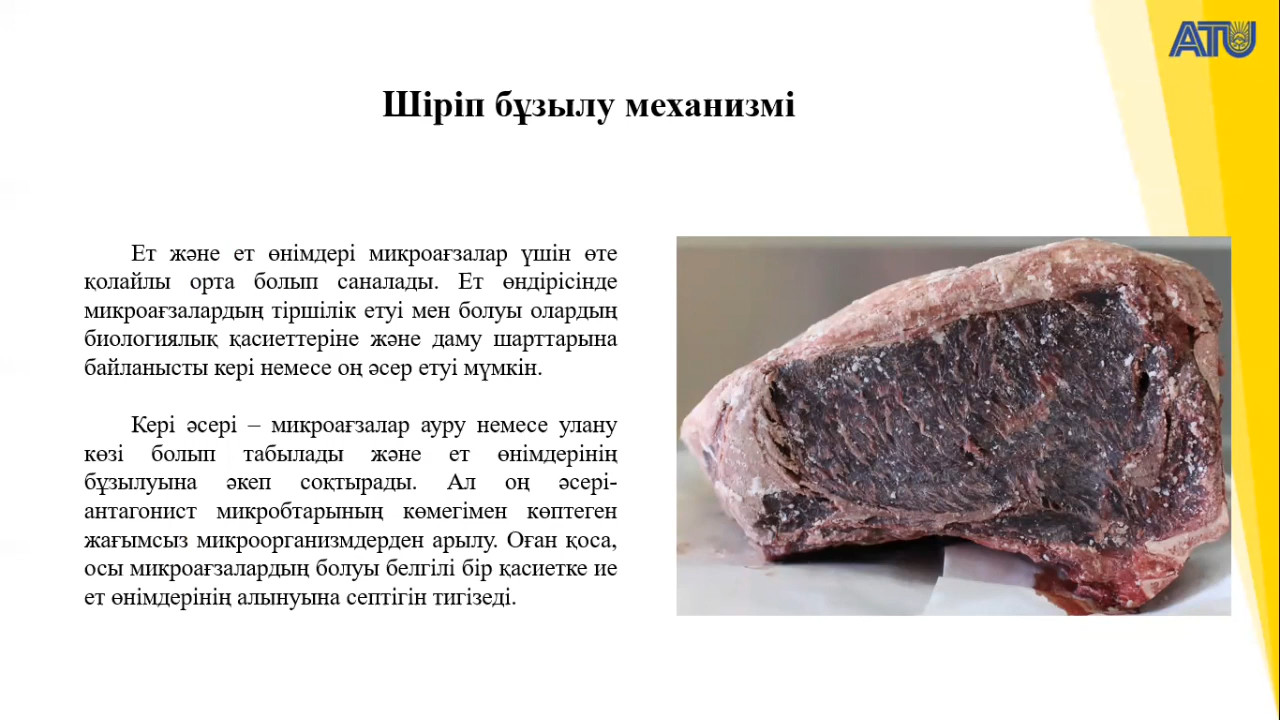 ATU
Шіріп бұзылу механизмі
Ет және ет өнімдері микроағзалар үшін өте
қолайлы орта болып саналады. Ет өндірісінде
микроағзалардың тіршілік етуі мен болуы олардың
биологиялық қасиеттеріне және даму шарттарына
байланысты кері немесе оң әсер етуі мүмкін.
Кері әсері – микроағзалар ауру немесе улану
көзі болып табылады және ет өнімдерінің
бұзылуына әкеп соқтырады. Ал оң әсері-
антагонист микробтарының көмегімен көптеген
жағымсыз микроорганизмдерден арылу. Оған қоса,
осы микроағзалардың болуы белгілі бір қасиетке ие
ет өнімдерінің алынуына септігін тигізеді.